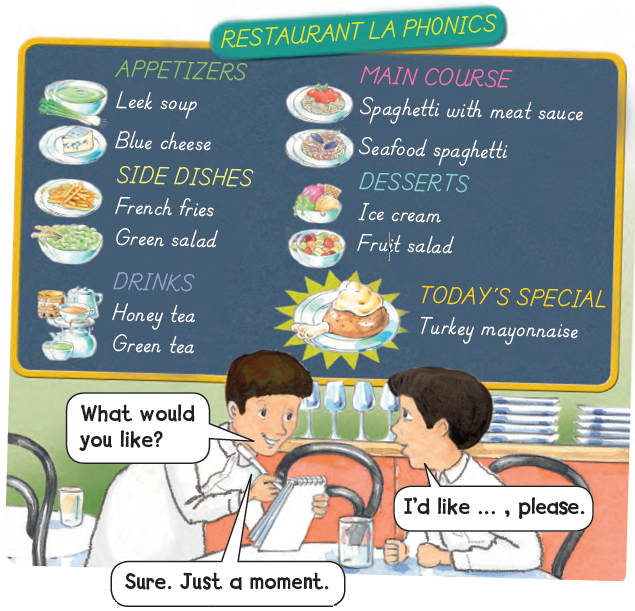 RESTAURANT LA PHONICS
APPETIZERS
Leek soup
Blue cheese
SIDE DISHES
French fries
Green salad
DRINKS
Honey tea
Green tea
MAIN COURSE
Spaghetti with meat sauce
Seafood spaghetti
DESSERTS
Ice cream
Fruit salad
TODAY'S SPECIAL
Turkey mayonnaise
What would
you like?
I'd like ... , please.
Sure. Just a moment.